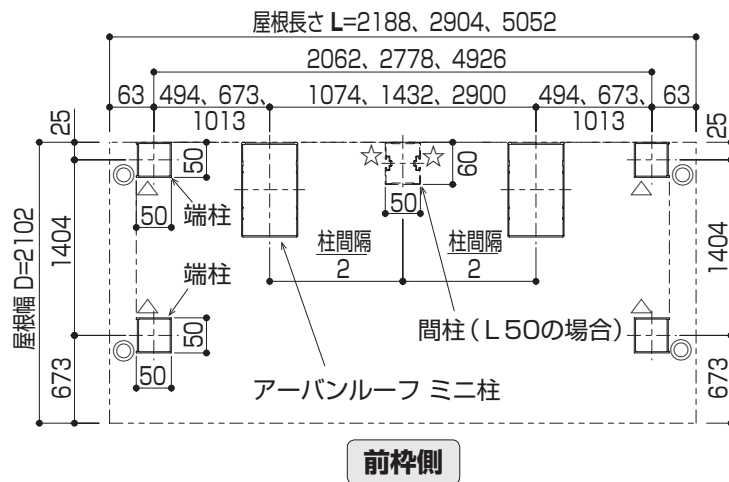 屋根長さ L=2188、2904、5052
2062、2778、4926
63
494、673、
1013
1074、1432、2900
494、673、
1013
63
25
25
50
☆
☆
60
50
端柱
50
柱間隔
2
柱間隔
2
屋根幅 D=2102
1404
1404
端柱
50
50
間柱(L50の場合)
アーバンルーフ ミニ柱
673
673
前枠側